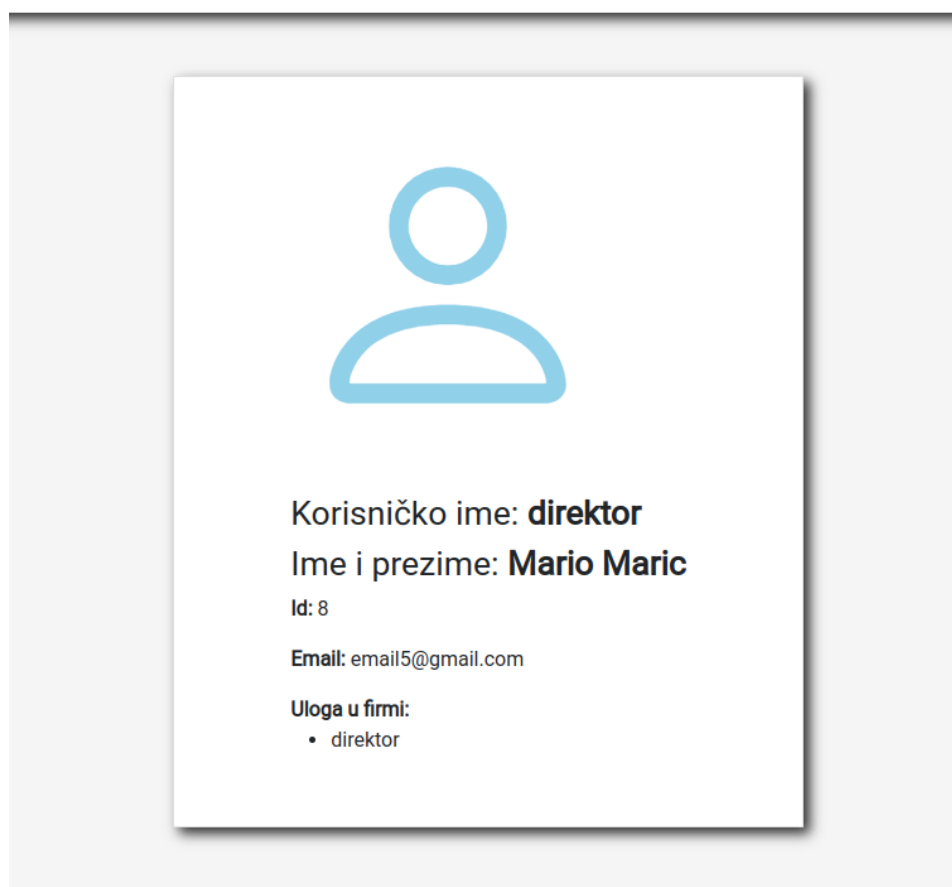 Korisničko ime: direktor
Ime i prezime: Mario Maric
Id: 8
Email: email5@gmail.com
Uloga u firmi:
• direktor